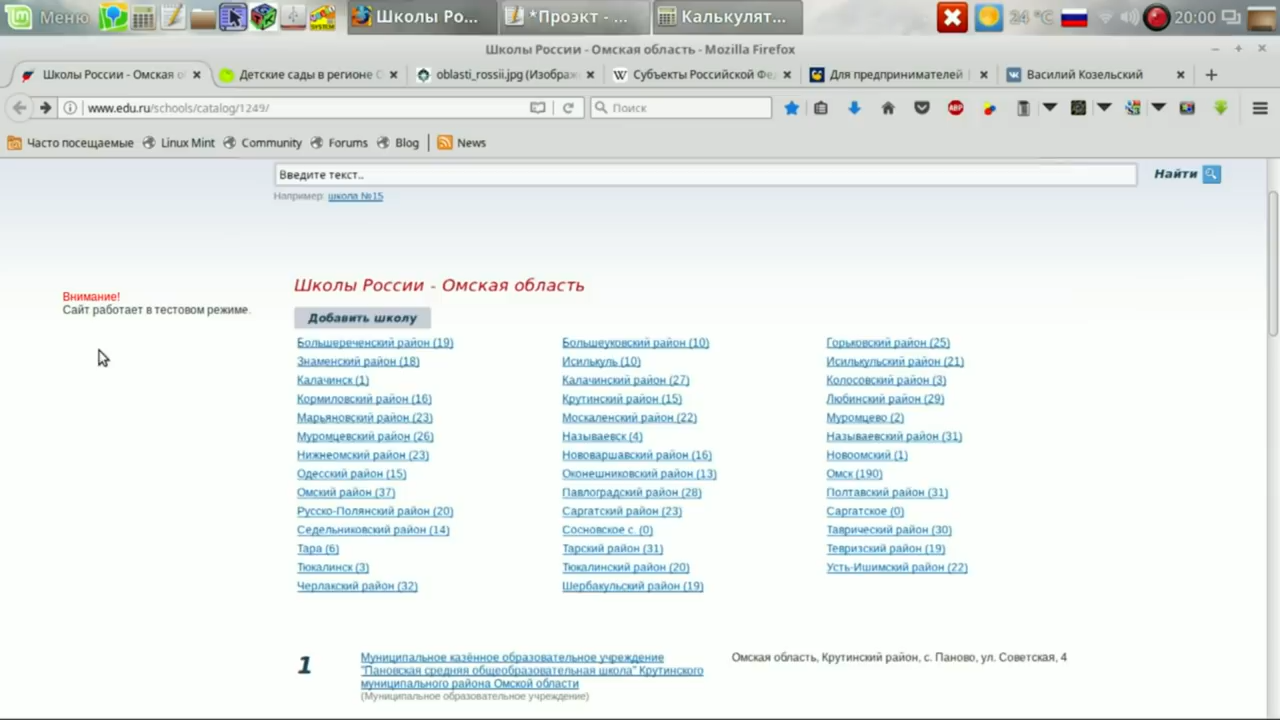 Меню
Школы Ро...
*Проэкт - ...
Калькулят...
24 °C
20:00
Школы России - Омская область - Mozilla Firefox
Школы России - Омская о
Детские сады в регионе
oblasti_rossii.jpg (Изображ
Субъекты Российской Фе
Для предпринимателей
Василий Козельский
www.edu.ru/schools/catalog/1249/
Поиск
ABP
Часто посещаемые
Linux Mint
Community
Forums
Blog
News
Введите текст..
Найти
Например: школа №15
Школы России - Омская область
Внимание!
Сайт работает в тестовом режиме.
Добавить школу
Большереченский район (19) Большеуковский район (10) Горьковский район (25)
Знаменский район (18) Исилькуль (10) Исилькульский район (21)
Калачинск (1) Калачинский район (27) Колосовский район (3)
Кормиловский район (16) Крутинский район (15) Любинский район (29)
Марьяновский район (23) Москаленский район (22) Муромцево (2)
Муромцевский район (26) Называевск (4) Называевский район (31)
Нижнеомский район (23) Нововаршавский район (16) Новоомский (1)
Одесский район (15) Оконешниковский район (13) Омск (190)
Омский район (37) Павлоградский район (28) Полтавский район (31)
Русско-Полянский район (20) Саргатский район (23) Саргатское (0)
Седельниковский район (14) Сосновское с. (0) Таврический район (30)
Тара (6) Тарский район (31) Тевризский район (19)
Тюкалинск (3) Тюкалинский район (20) Усть-Ишимский район (22)
Черлакский район (32) Шербакульский район (19)
1
Муниципальное казённое образовательное учреждение
"Пановская средняя общеобразовательная школа" Крутинского
муниципального района Омской области
(Муниципальное образовательное учреждение)
Омская область, Крутинский район, с. Паново, ул. Советская, 4